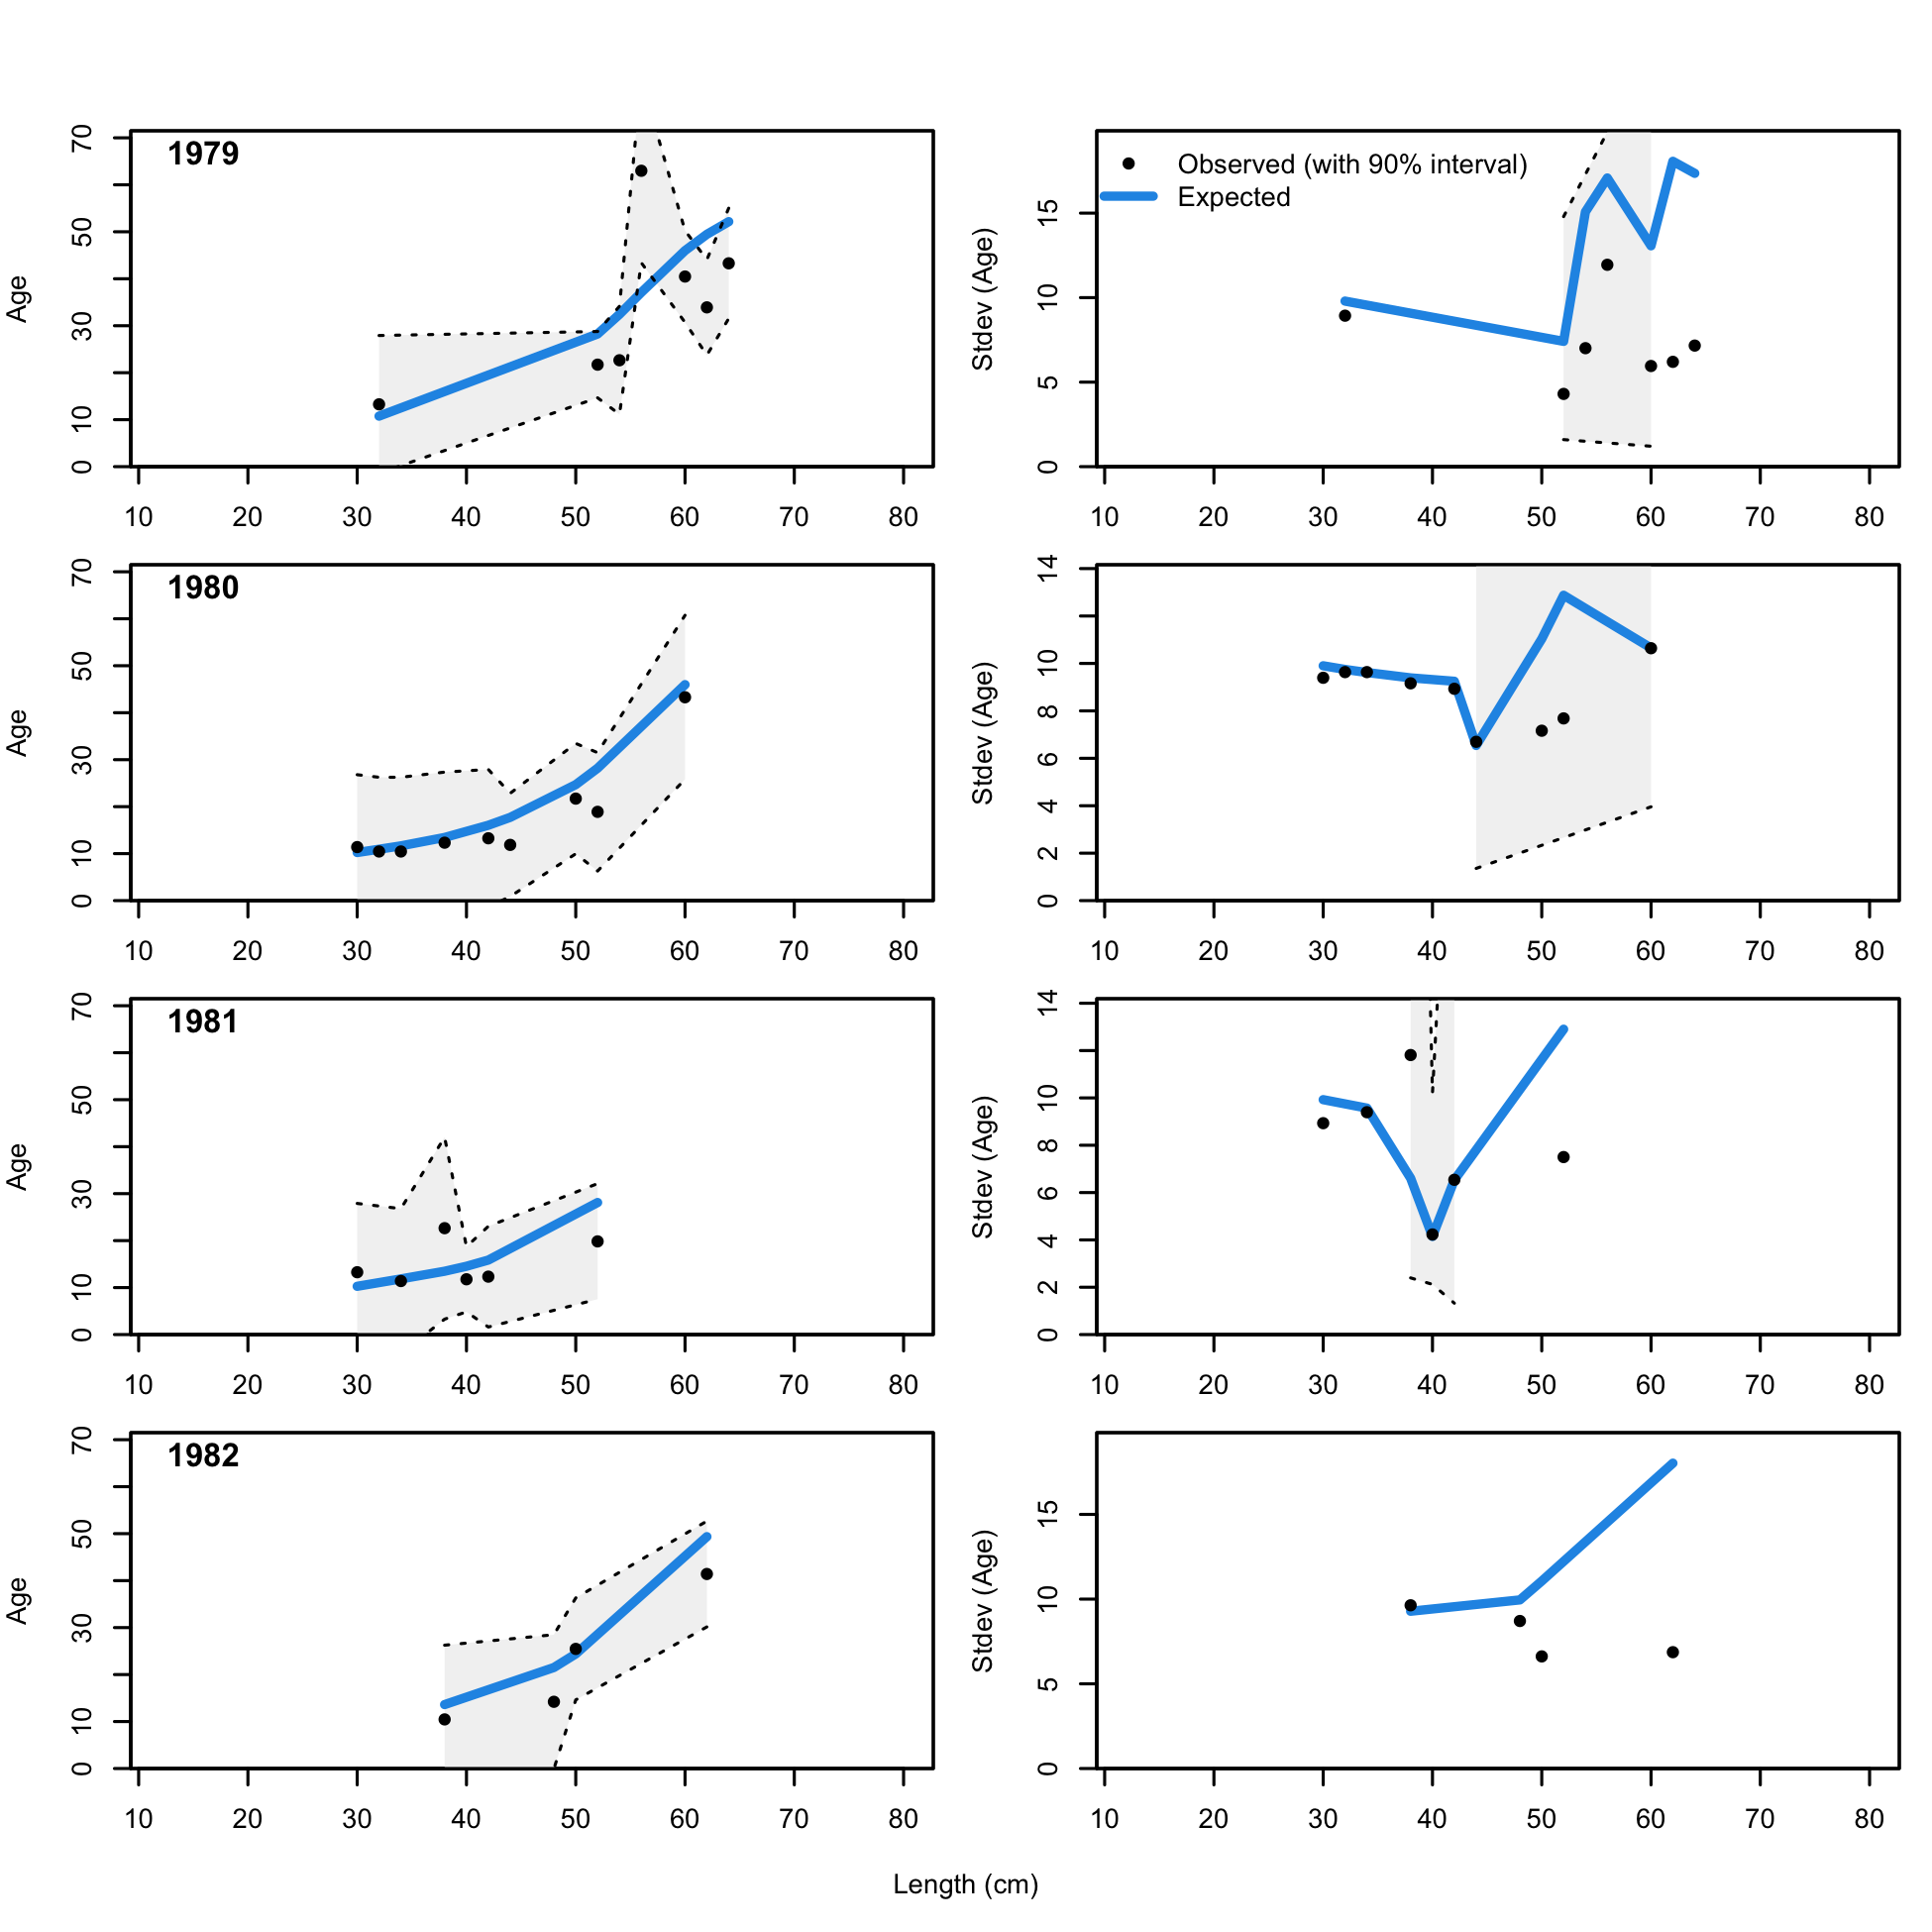 1979
Age
0 10 30 50 70
10 20 30 40 50 60 70 80
Observed (with 90% interval)
Expected
Stdev (Age)
0 5 10 15
10 20 30 40 50 60 70 80
1980
Age
0 10 30 50 70
10 20 30 40 50 60 70 80
Stdev (Age)
0 2 4 6 8 10 14
10 20 30 40 50 60 70 80
1981
Age
0 10 30 50 70
10 20 30 40 50 60 70 80
Stdev (Age)
0 2 4 6 8 10 14
10 20 30 40 50 60 70 80
1982
Age
0 10 30 50 70
10 20 30 40 50 60 70 80
Stdev (Age)
0 5 10 15
10 20 30 40 50 60 70 80
Length (cm)